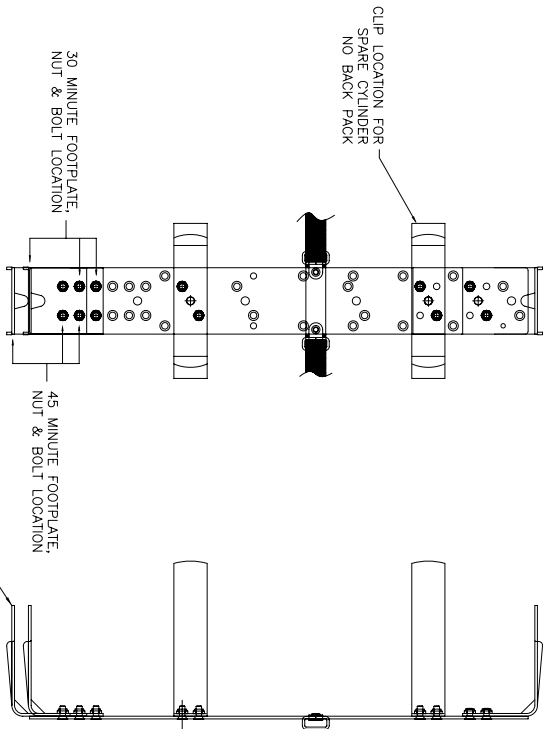 CLIP LOCATION FOR
SPARE CYLINDER
NO BACK PACK
30 MINUTE FOOTPLATE,
NUT & BOLT LOCATION
45 MINUTE FOOTPLATE,
NUT & BOLT LOCATION